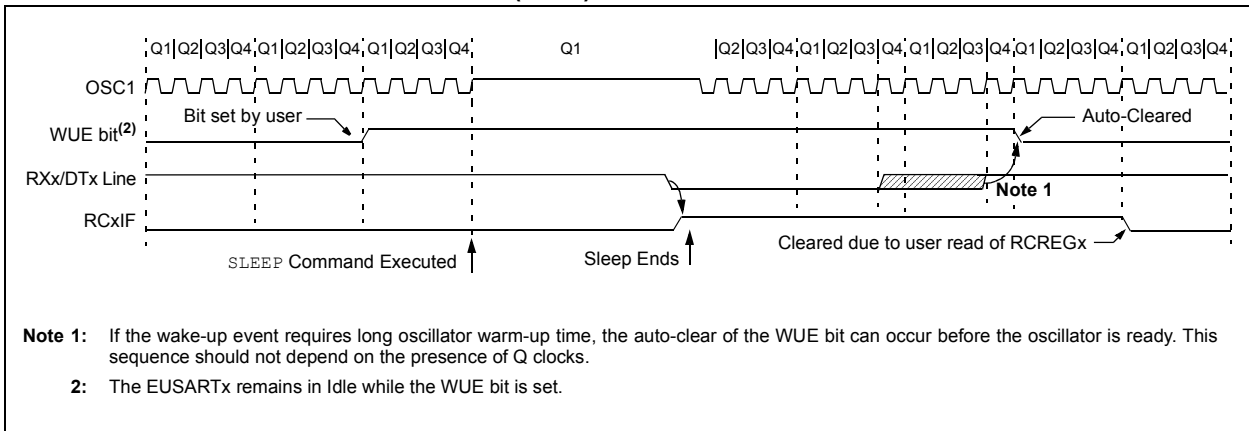 Q1|Q2|Q3|Q4 Q1|Q2|Q3|Q4 Q1|Q2|Q3|Q4 Q1 |Q2|Q3|Q4 Q1|Q2|Q3|Q4 Q1|Q2|Q3|Q4 Q1|Q2|Q3|Q4 Q1|Q2|Q3|Q4
OSC1
Bit set by user
Auto-Cleared
WUE bit(2)
RXx/DTx Line
Note 1
RCxIF
Cleared due to user read of RCREGx
SLEEP Command Executed
Sleep Ends
Note 1: If the wake-up event requires long oscillator warm-up time, the auto-clear of the WUE bit can occur before the oscillator is ready. This
sequence should not depend on the presence of Q clocks.
2: The EUSARTx remains in Idle while the WUE bit is set.